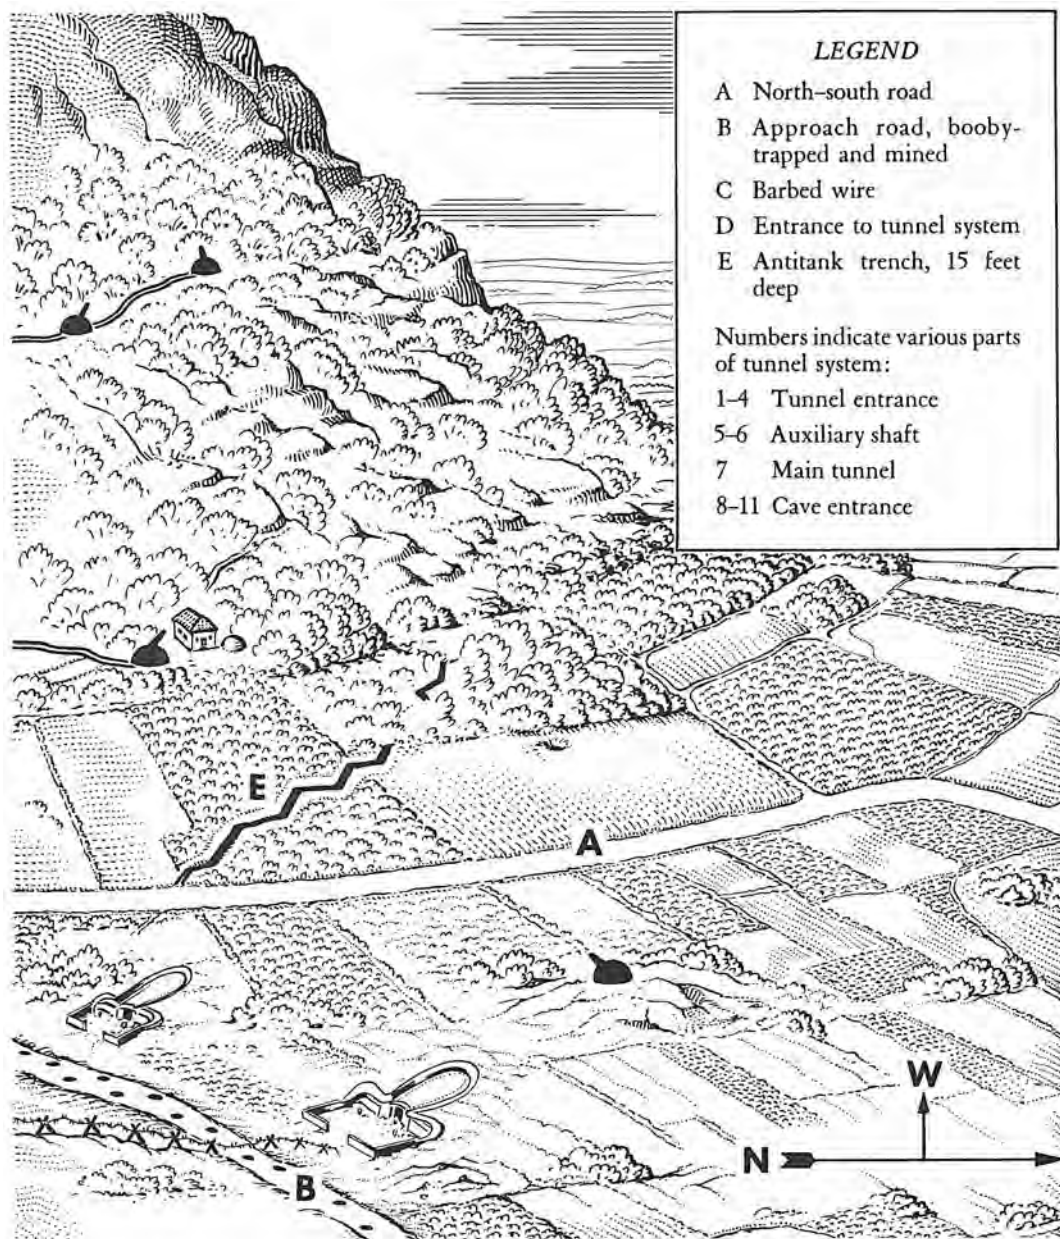 LEGEND
A North–south road
B Approach road, booby-
trapped and mined
C Barbed wire
D Entrance to tunnel system
E Antitank trench, 15 feet
deep
Numbers indicate various parts
of tunnel system:
1–4 Tunnel entrance
5-6 Auxiliary shaft
7 Main tunnel
8–11 Cave entrance
E
A
W
N
B